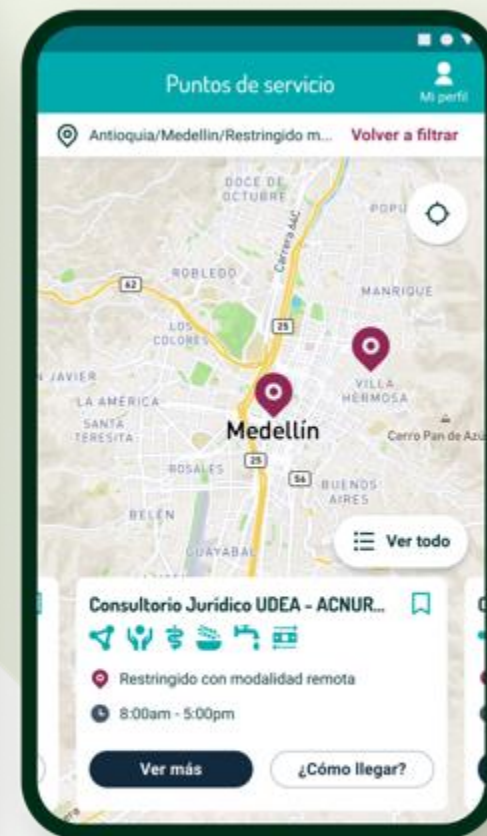 Puntos de servicio
Mi perfil
Antioquia/Medellín/Restringido m... Volver a filtrar
DOCE DE
OCTUBRE
POPU
Carrera 64C
ROBLEDO
62
MANRIQUE
LOS
COLORES
25
JAVIER
VILLA
HERMOSA
LA AMÉRICA
SANTA
TERESITA
Medellín
Cerro Pan de Azú
ROSALES
25
56
BUENOS
AIRES
BELÉN
Ver todo
GUAYABAL
Consultorio Jurídico UDEA - ACNUR...
Restringido con modalidad remota
8:00am - 5:00pm
Ver más
¿Cómo llegar?